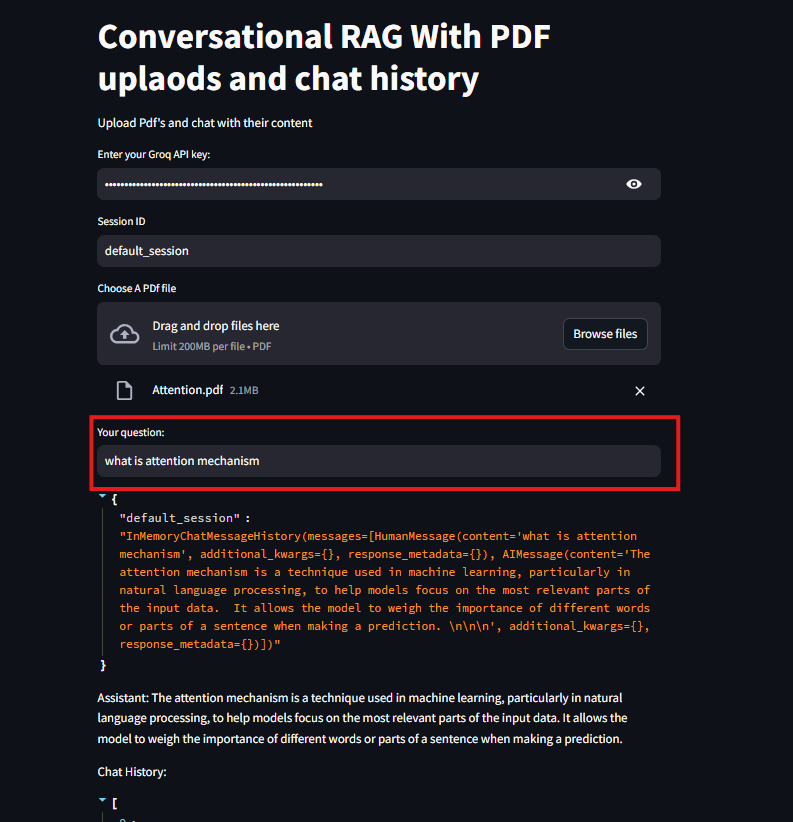 Conversational RAG With PDF
uplaods and chat history
Upload Pdf's and chat with their content
Enter your Groq API key:
Session ID
default_session
Choose A PDf file
Drag and drop files here
Limit 200MB per file • PDF
Browse files
Attention.pdf 2.1MB
Your question:
what is attention mechanism
{
"default_session" :
"InMemoryChatMessageHistory(messages=[HumanMessage(content='what is attention
mechanism', additional_kwargs={}, response_metadata={}), AIMessage(content='The
attention mechanism is a technique used in machine learning, particularly in
natural language processing, to help models focus on the most relevant parts of
the input data.  It allows the model to weigh the importance of different words
or parts of a sentence when making a prediction. \n\n\n', additional_kwargs={},
response_metadata={})])"
}
Assistant: The attention mechanism is a technique used in machine learning, particularly in natural
language processing, to help models focus on the most relevant parts of the input data. It allows the
model to weigh the importance of different words or parts of a sentence when making a prediction.
Chat History:
[